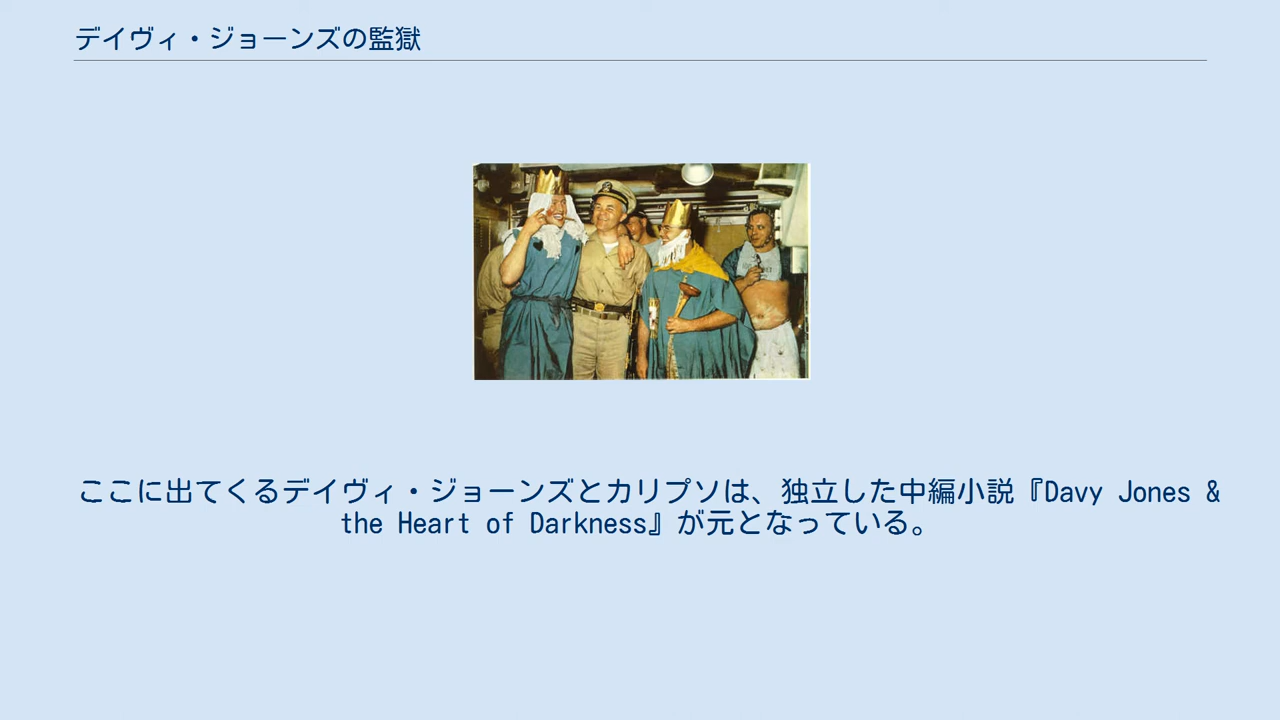 デイヴィ・ジョーンズの監獄
ここに出てくるデイヴィ・ジョーンズとカリプソは、独立した中編小説『Davy Jones &
the Heart of Darkness』が元となっている。